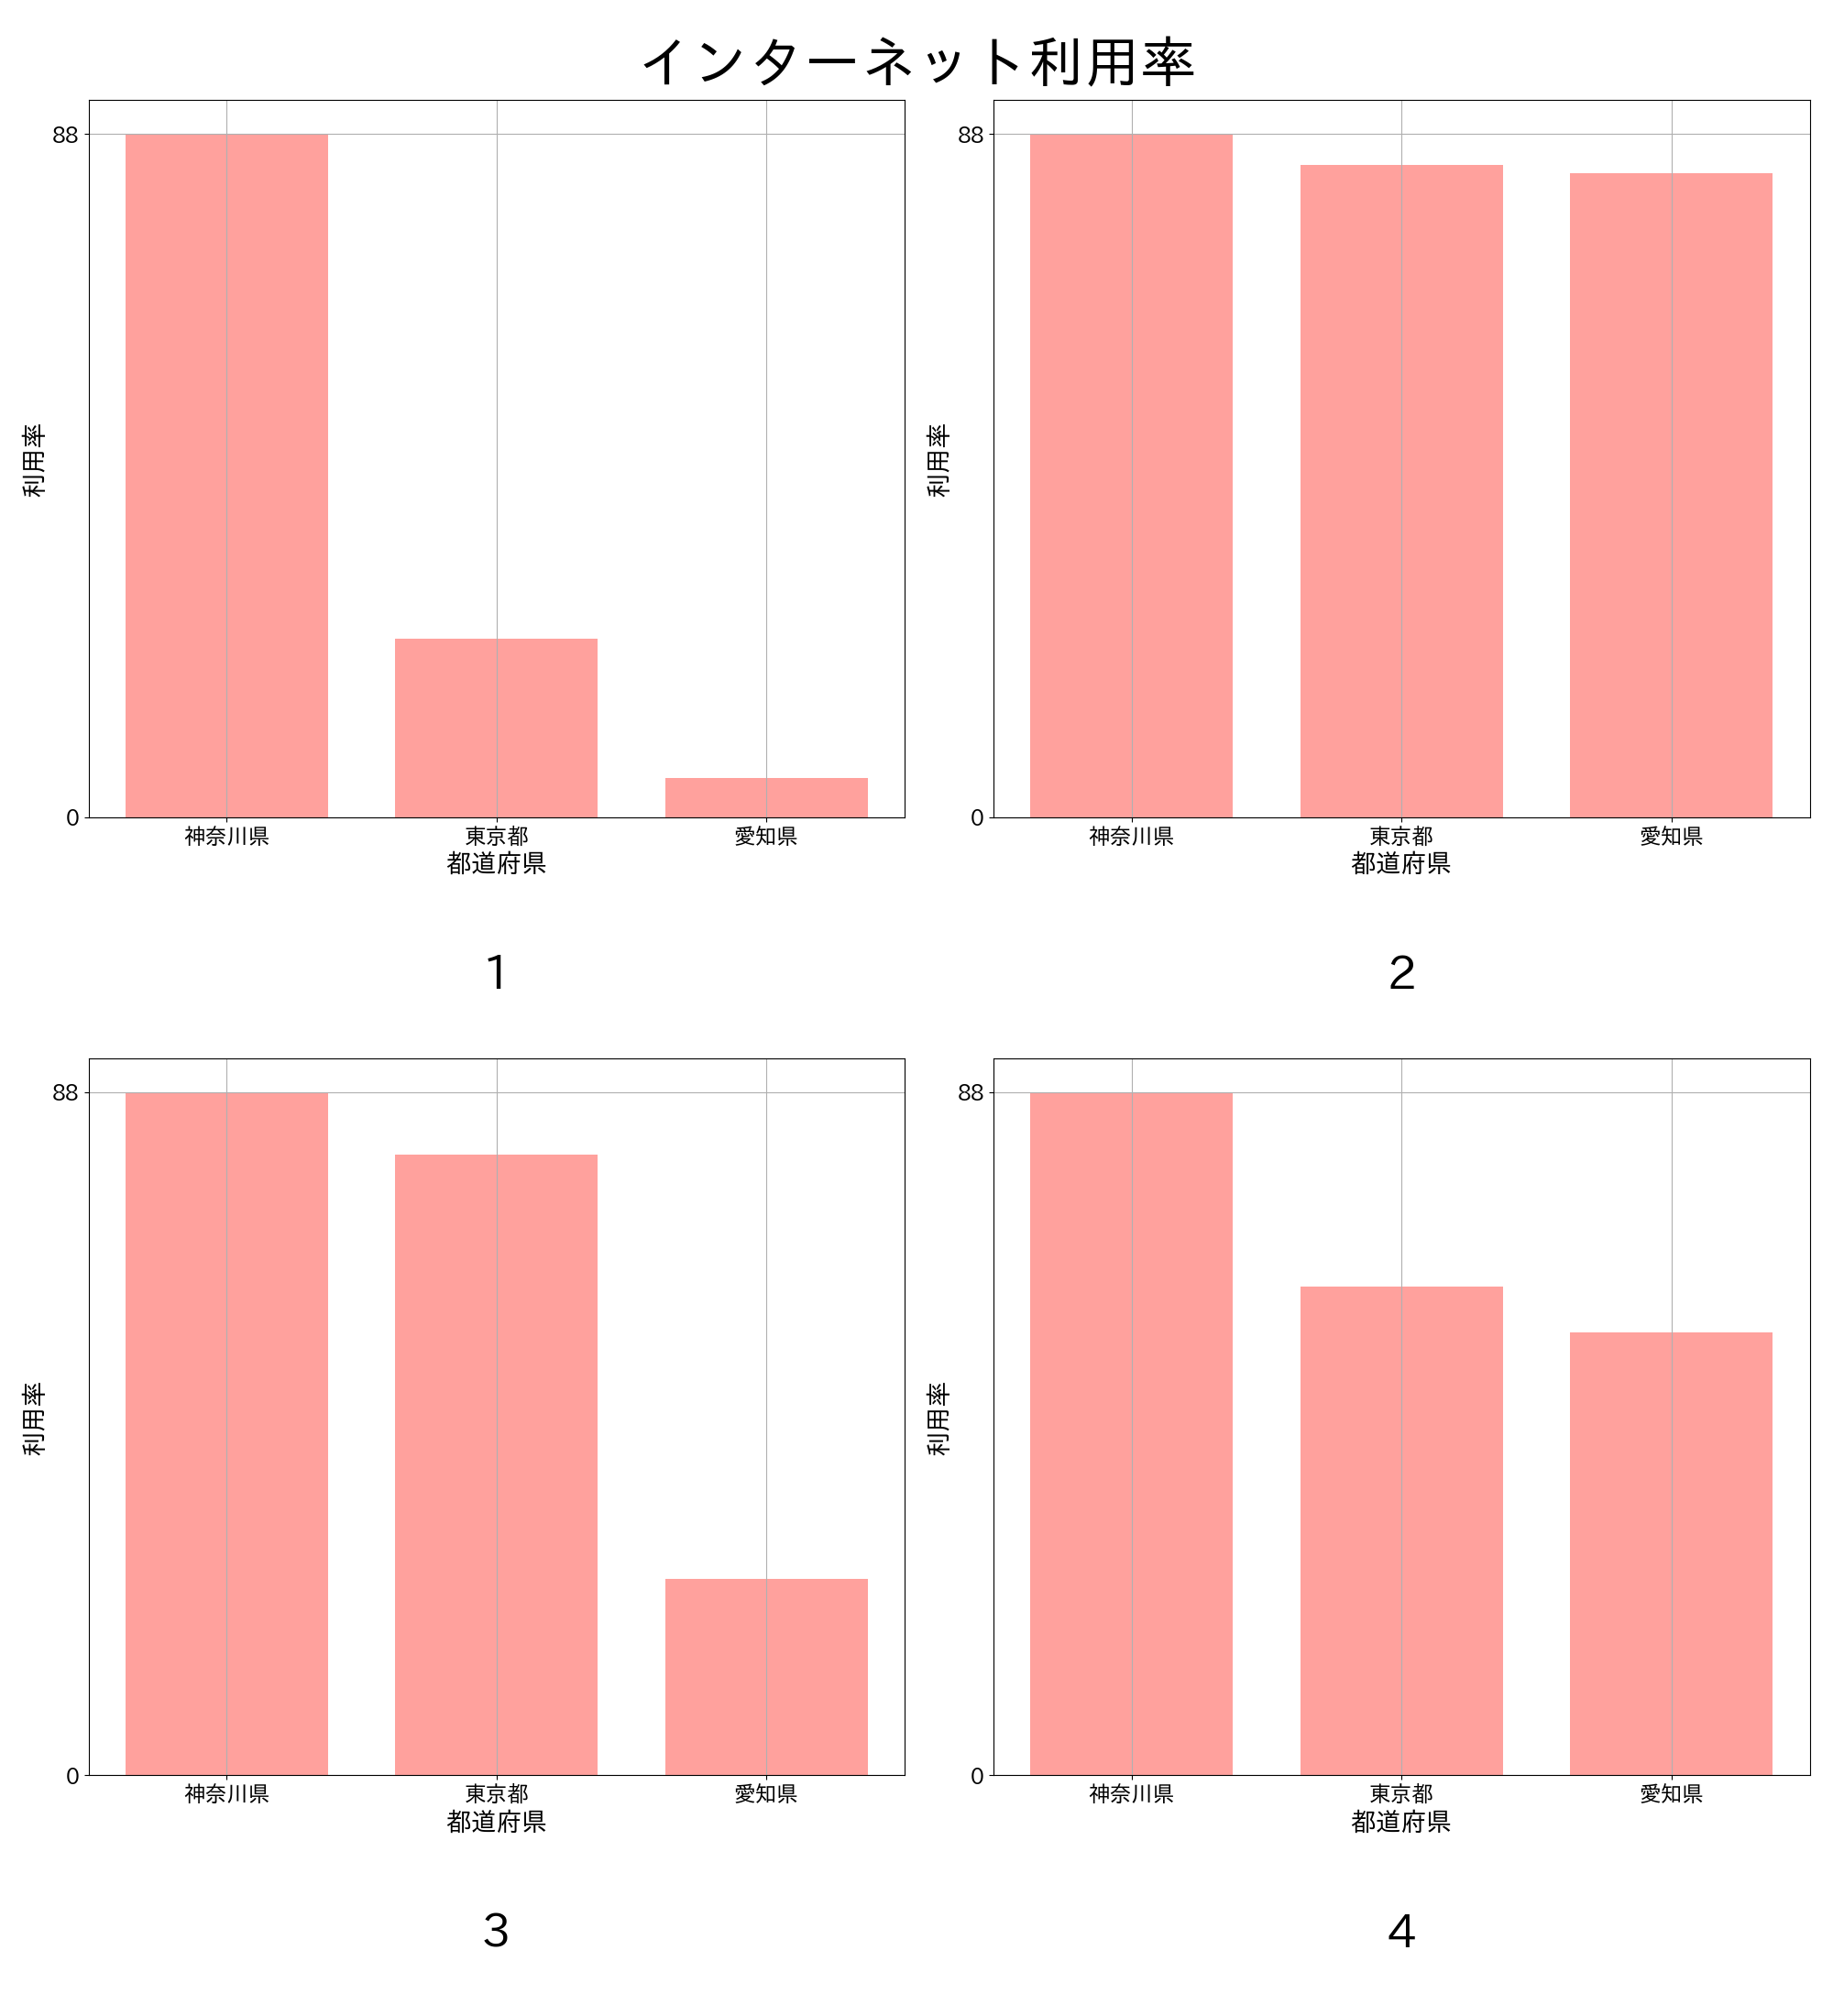 インターネット利用率
88
0
利用率
神奈川県 東京都 愛知県
都道府県
1
88
0
利用率
神奈川県 東京都 愛知県
都道府県
2
88
0
利用率
神奈川県 東京都 愛知県
都道府県
3
88
0
利用率
神奈川県 東京都 愛知県
都道府県
4